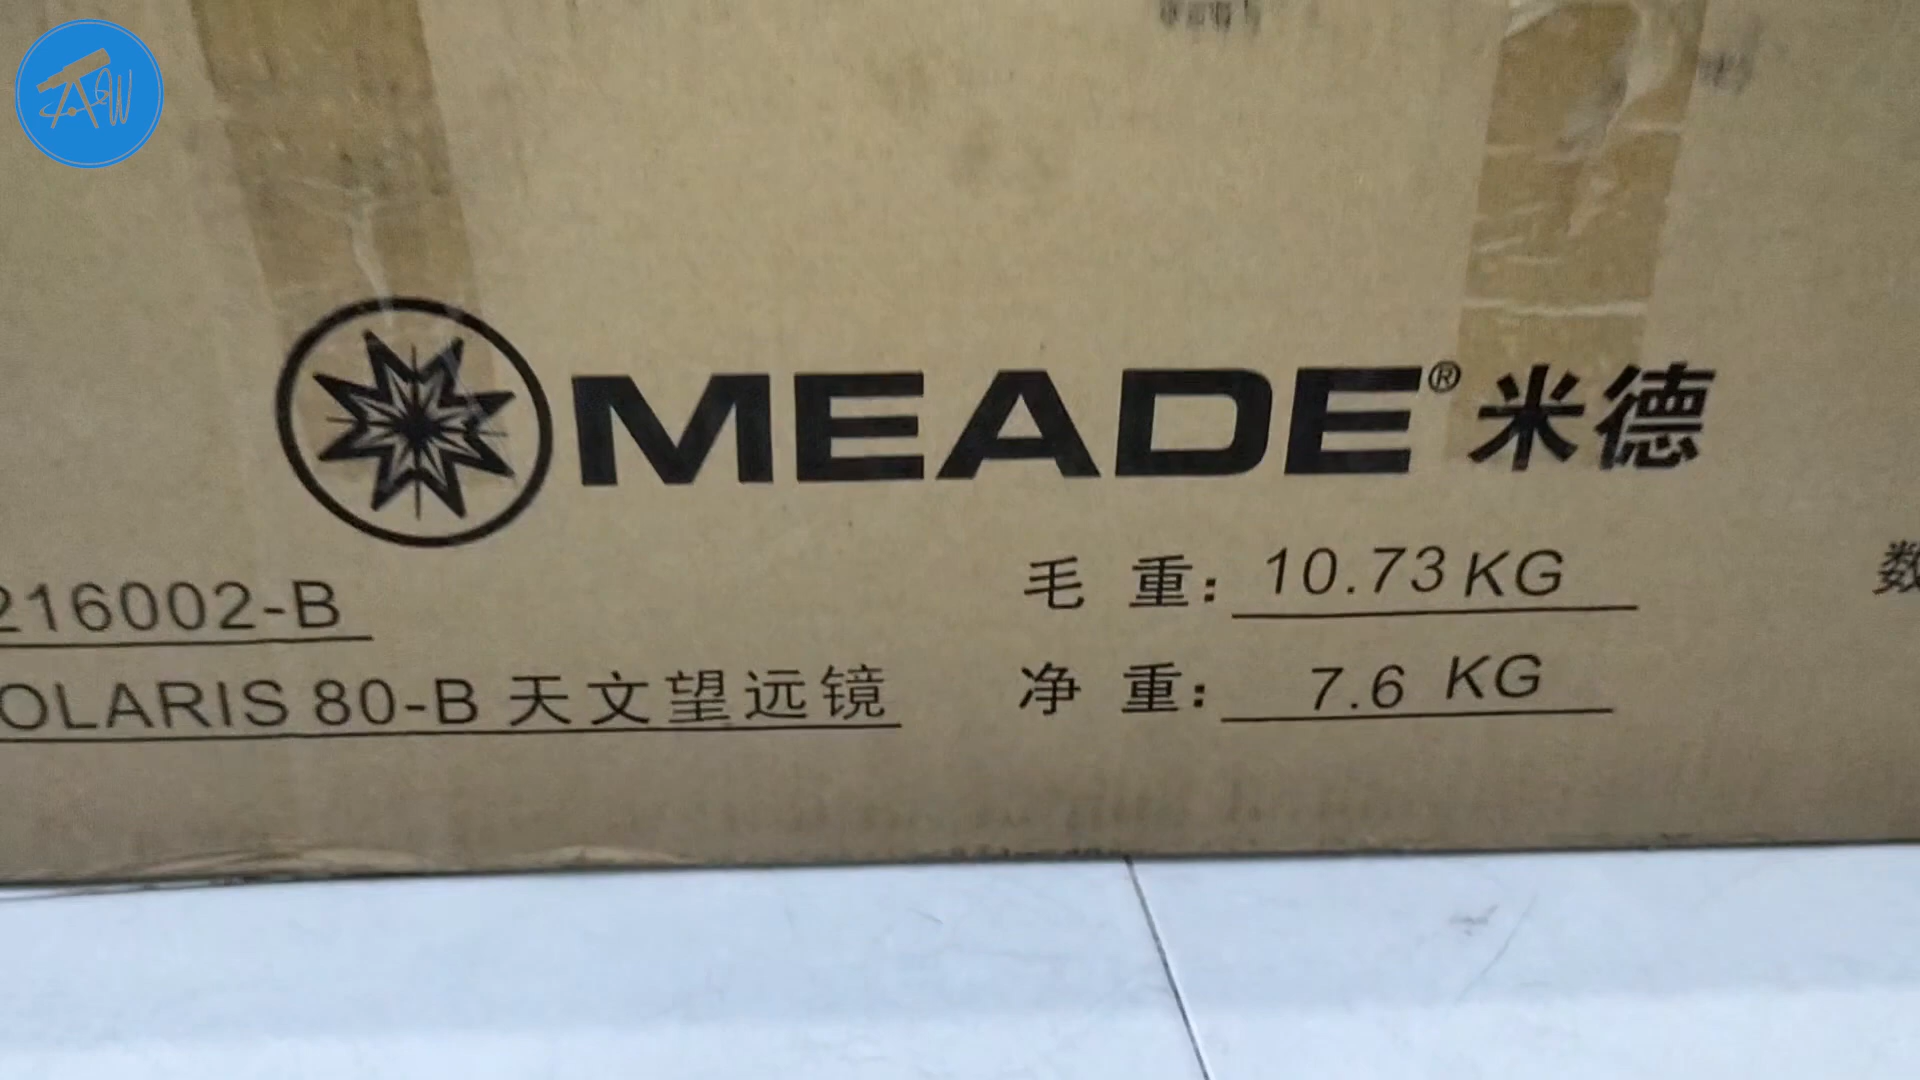 MEADE® 米德
216002-B
毛 重: 10.73 KG
数
OLARIS 80-B 天文望远镜
净 重: 7.6 KG